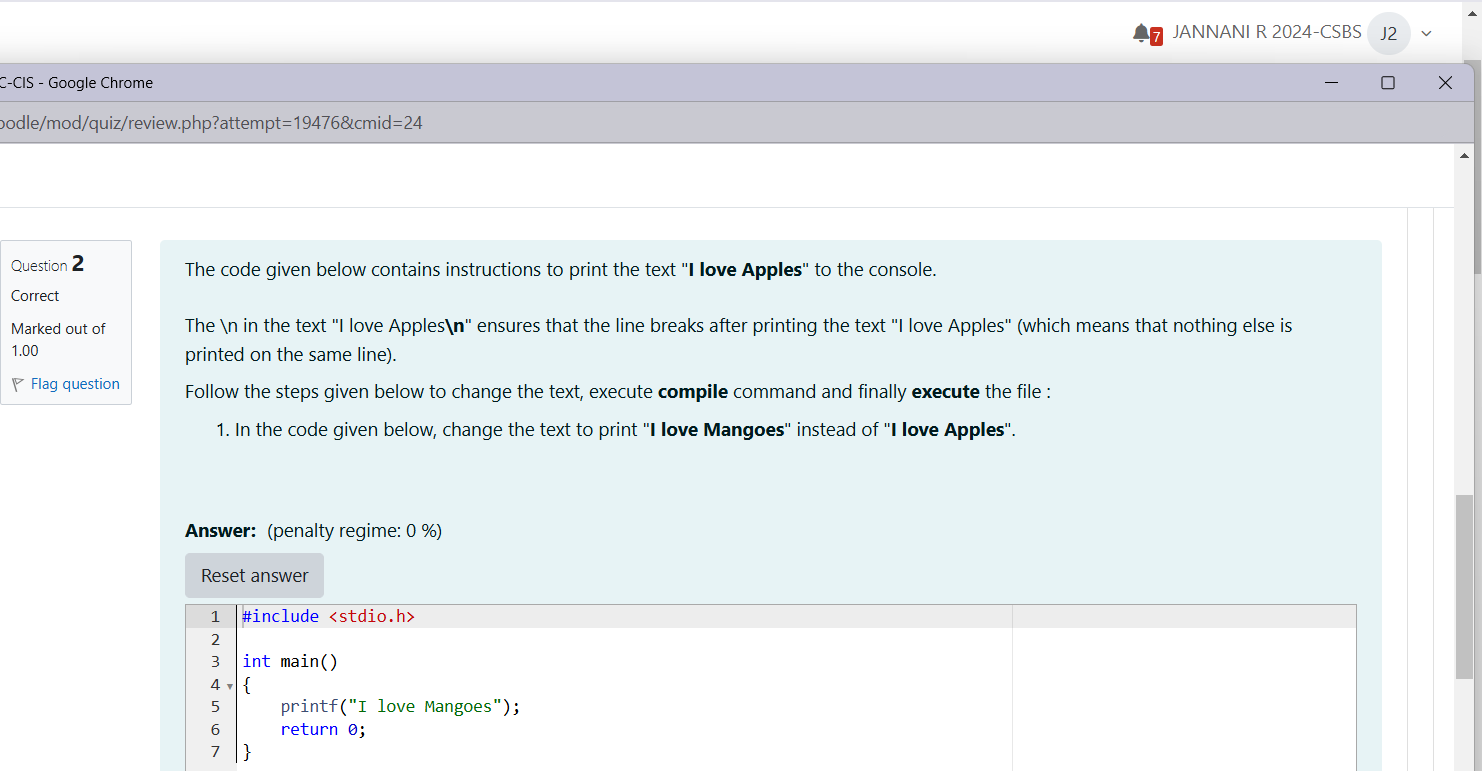 7 JANNANI R 2024-CSBS J2
C-CIS - Google Chrome
oodle/mod/quiz/review.php?attempt=19476&cmid=24
Question 2
Correct
Marked out of
1.00
Flag question
The code given below contains instructions to print the text "I love Apples" to the console.
The \n in the text "I love Apples\n" ensures that the line breaks after printing the text "I love Apples" (which means that nothing else is
printed on the same line).
Follow the steps given below to change the text, execute compile command and finally execute the file :
1. In the code given below, change the text to print "I love Mangoes" instead of "I love Apples".
Answer: (penalty regime: 0 %)
Reset answer
1 #include <stdio.h>
2
3 int main()
4 {
5 printf("I love Mangoes");
6 return 0;
7 }